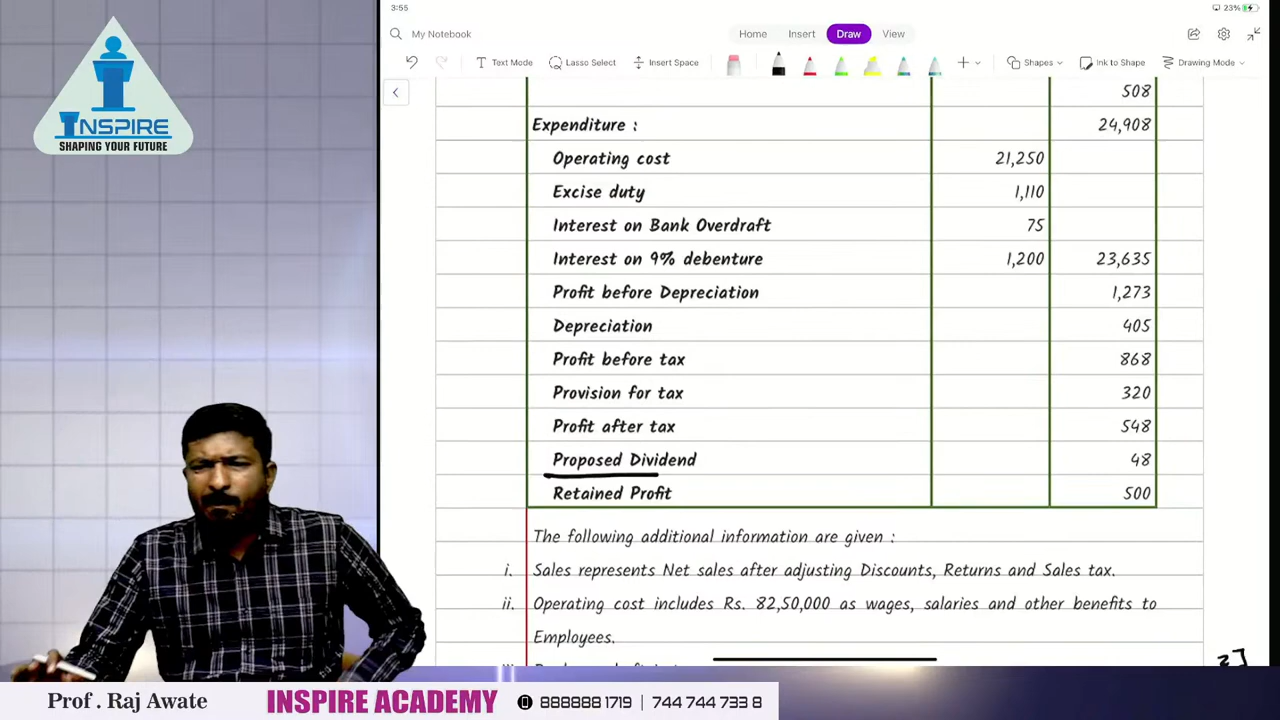 3:55
23%
My Notebook
Home Insert Draw View
Text Mode Lasso Select Insert Space Shapes Ink to Shape Drawing Mode
INSPIRE
SHAPING YOUR FUTURE
508
Expenditure : 24,908
Operating cost 21,250
Excise duty 1,110
Interest on Bank Overdraft 75
Interest on 9% debenture 1,200 23,635
Profit before Depreciation 1,273
Depreciation 405
Profit before tax 868
Provision for tax 320
Profit after tax 548
Proposed Dividend 48
Retained Profit 500
The following additional information are given :
i. Sales represents Net sales after adjusting Discounts, Returns and Sales tax.
ii. Operating cost includes Rs. 82,50,000 as wages, salaries and other benefits to
Employees.
Prof . Raj Awate INSPIRE ACADEMY 888888 1719 | 744 744 733 8